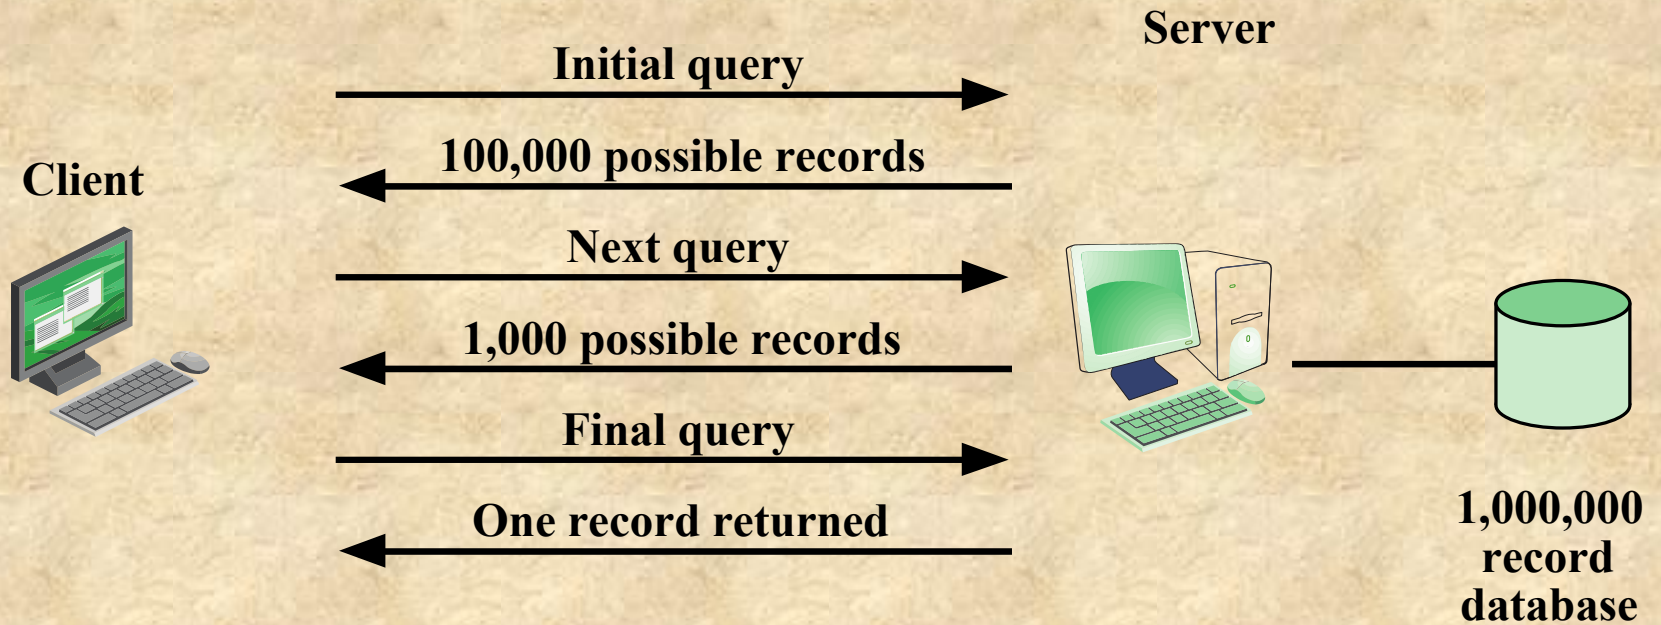 Server
Initial query
100,000 possible records
Client
Next query
1,000 possible records
Final query
One record returned
1,000,000
record
database